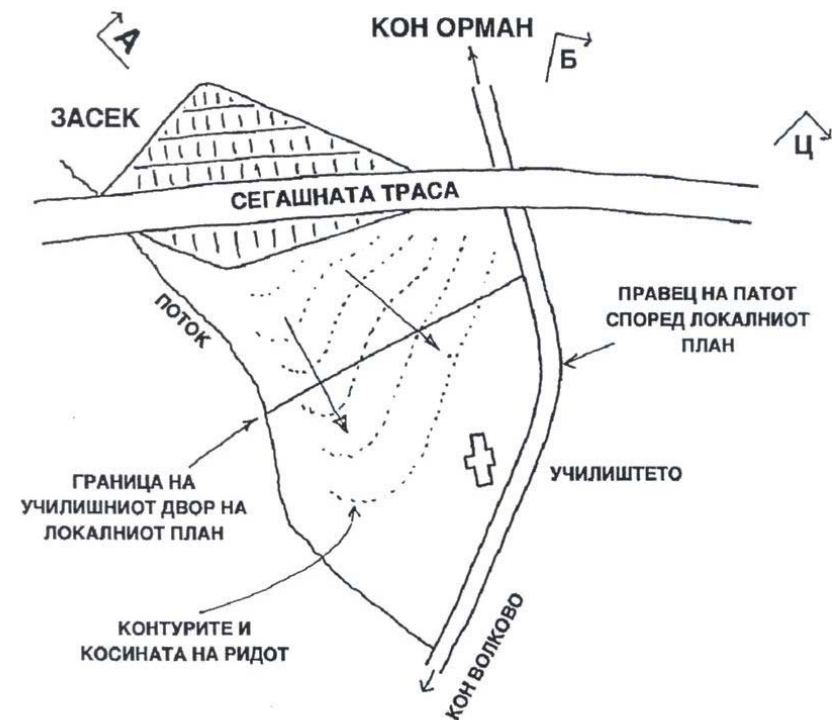 А
КОН ОРМАН
Б
ЗАСЕК
Ц
СЕГАШНАТА ТРАСА
ПОТОК
ПРАВЕЦ НА ПАТОТ
СПОРЕД ЛОКАЛНИОТ
ПЛАН
ГРАНИЦА НА
УЧИЛИШНИОТ ДВОР НА
ЛОКАЛНИОТ ПЛАН
УЧИЛИШТЕТО
КОНТУРИТЕ И
КОСИНАТА НА РИДОТ
КОН ВОЛКОВО